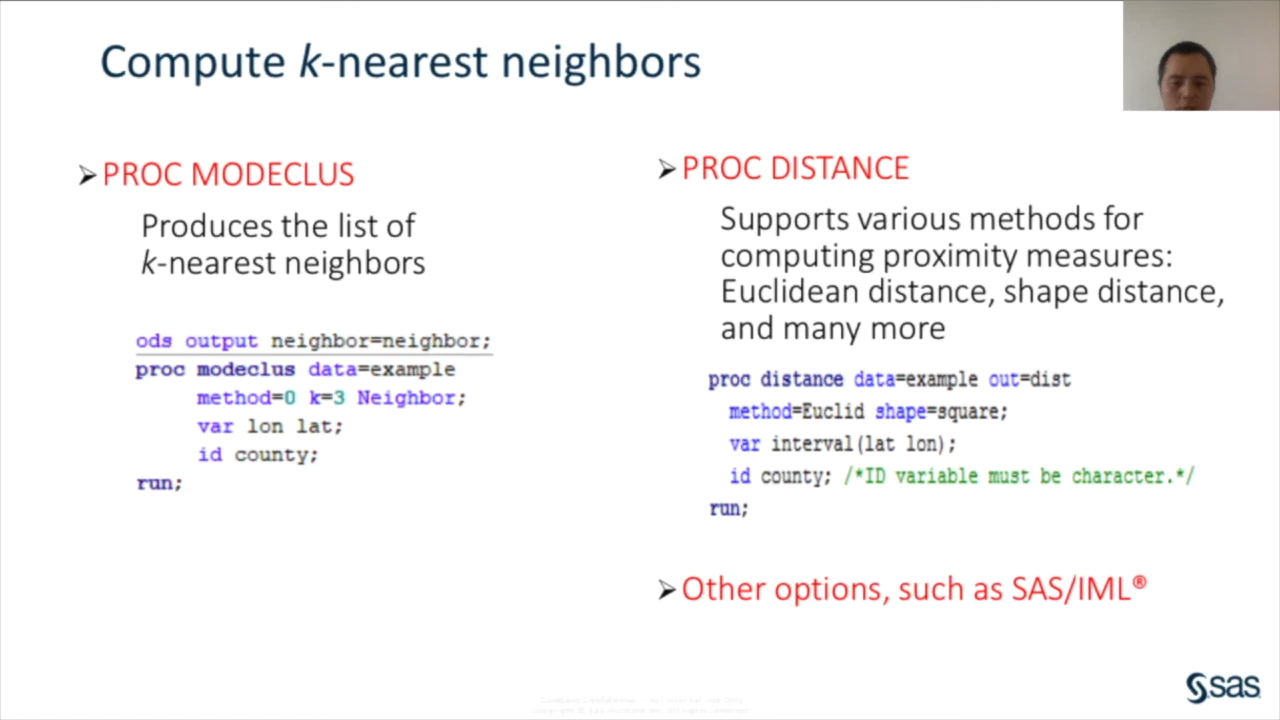 Compute k-nearest neighbors
➢PROC MODECLUS
Produces the list of
k-nearest neighbors
ods output neighbor=neighbor;
proc modeclus data=example
method=0 k=3 Neighbor;
var lon lat;
id county;
run;
➢PROC DISTANCE
Supports various methods for
computing proximity measures:
Euclidean distance, shape distance,
and many more
proc distance data=example out=dist
method=Euclid shape=square;
var interval(lat lon);
id county; /*ID variable must be character.*/
run;
➢Other options, such as SAS/IML®
sas